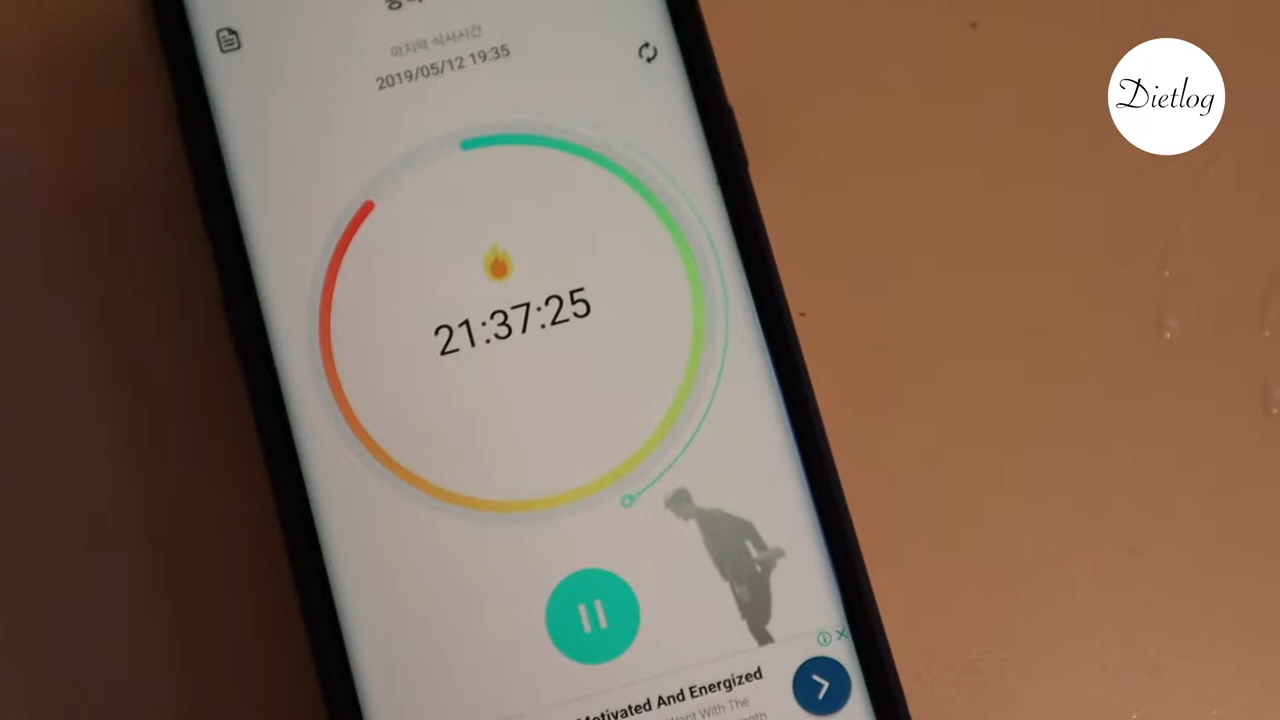 마지막 식사시간
2019/05/12 19:35
Dietlog
21:37:25
Motivated And Energized
Went With The